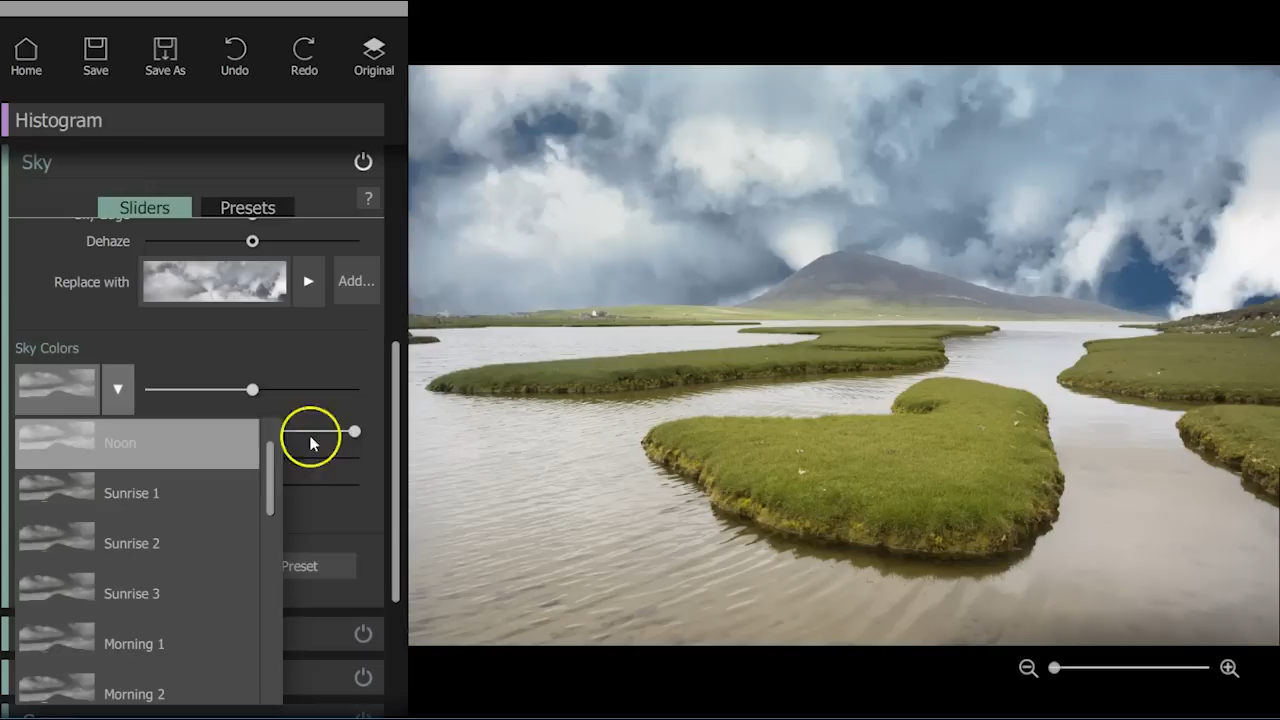 Home Save Save As Undo Redo Original
Histogram
Sky
?
Sliders Presets
Dehaze
Replace with
Add...
Sky Colors
Noon
Sunrise 1
Sunrise 2
Sunrise 3
Preset
Morning 1
Morning 2